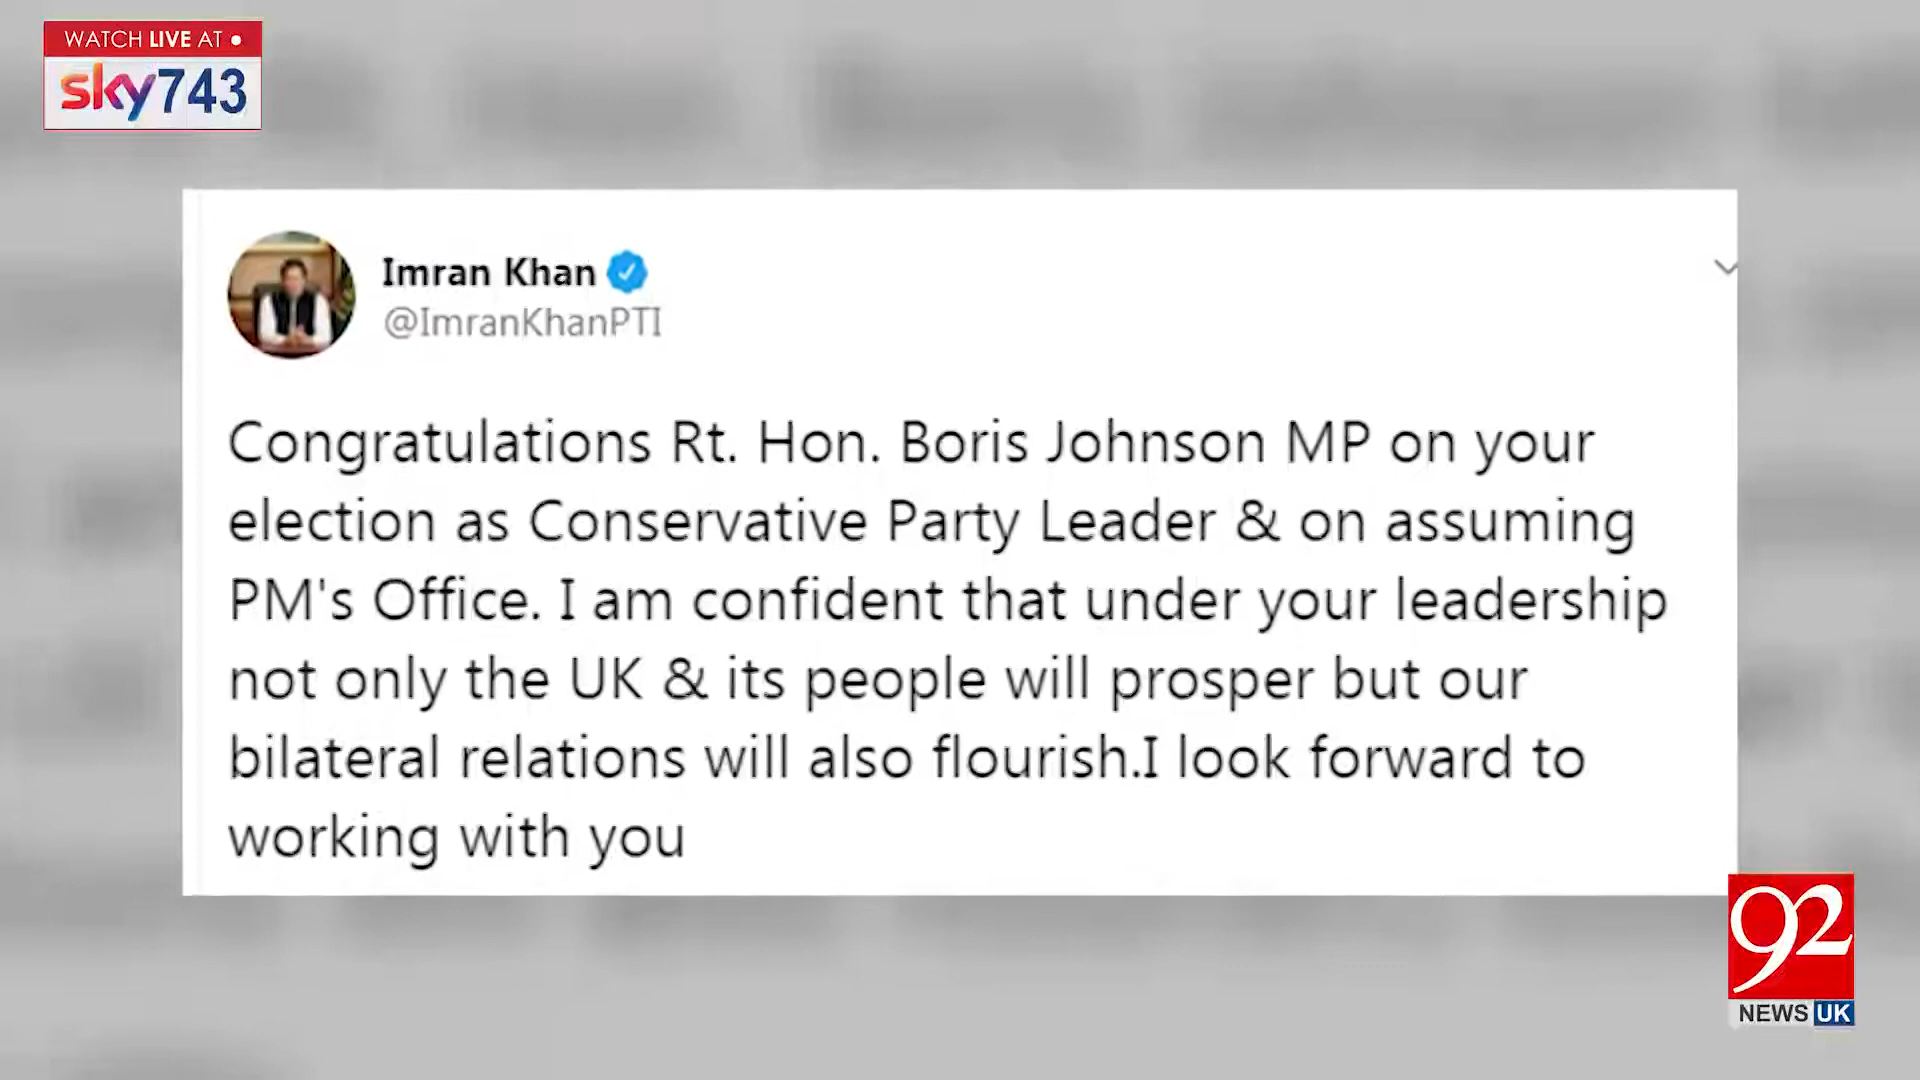 WATCH LIVE AT
sky743
Imran Khan
@ImranKhanPTI
Congratulations Rt. Hon. Boris Johnson MP on your
election as Conservative Party Leader & on assuming
PM's Office. I am confident that under your leadership
not only the UK & its people will prosper but our
bilateral relations will also flourish.I look forward to
working with you
92
NEWS UK